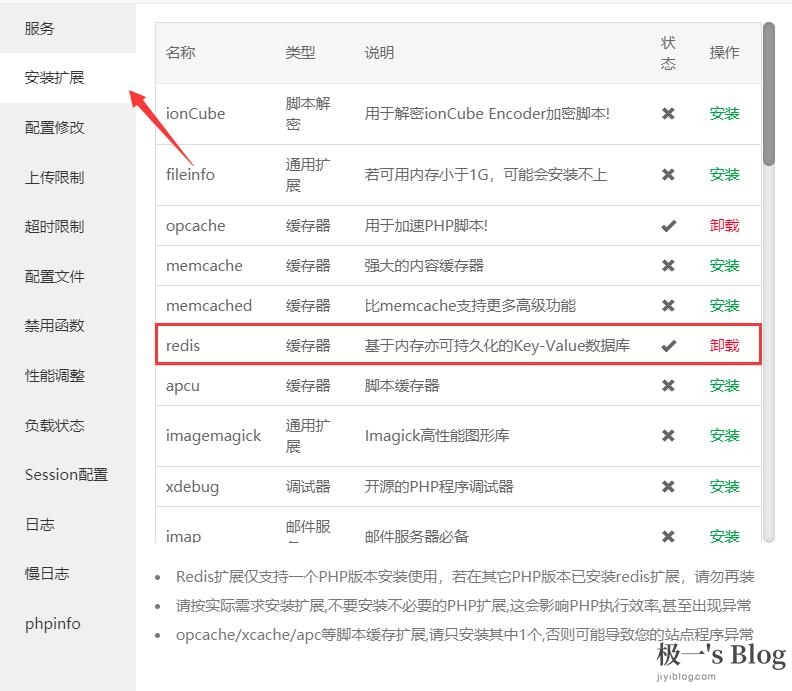 服务
安装扩展
配置修改
上传限制
超时限制
配置文件
禁用函数
性能调整
负载状态
Session配置
日志
慢日志
phpinfo
名称 类型 说明 状态 操作
ionCube 脚本解密 用于解密ionCube Encoder加密脚本! 安装
fileinfo 通用扩展 若可用内存小于1G，可能会安装不上 安装
opcache 缓存器 用于加速PHP脚本! 卸载
memcache 缓存器 强大的内容缓存器 安装
memcached 缓存器 比memcache支持更多高级功能 安装
redis 缓存器 基于内存亦可持久化的Key-Value数据库 卸载
apcu 缓存器 脚本缓存器 安装
imagemagick 通用扩展 Imagick高性能图形库 安装
xdebug 调试器 开源的PHP程序调试器 安装
imap 邮件服 邮件服务器必备 安装
Redis扩展仅支持一个PHP版本安装使用，若在其它PHP版本已安装redis扩展，请勿再装
请按实际需求安装扩展,不要安装不必要的PHP扩展,这会影响PHP执行效率,甚至出现异常
opcache/xcache/apc等脚本缓存扩展,请只安装其中1个,否则可能导致您的站点程序异常
极一's Blog
jiyiblog.com